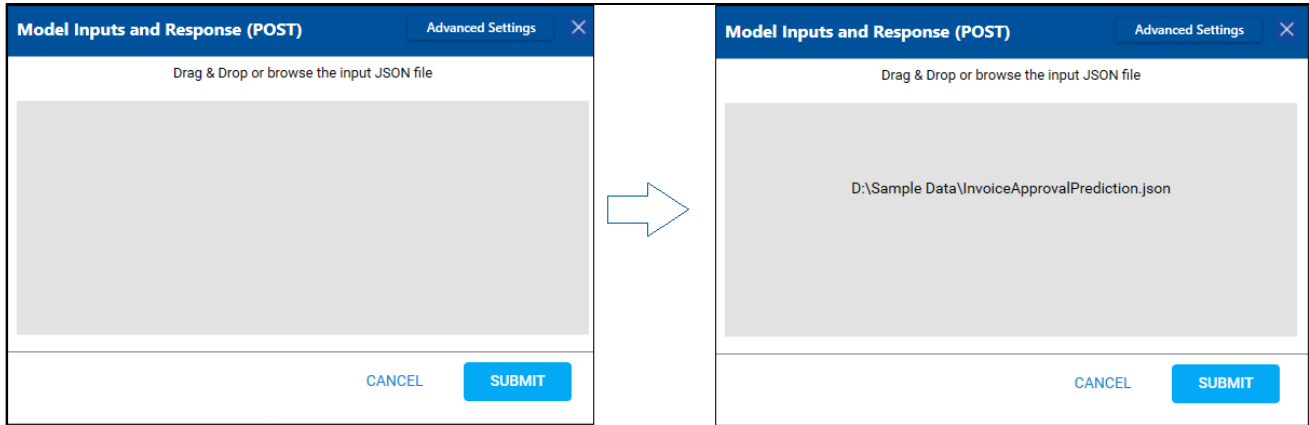 Model Inputs and Response (POST)
Advanced Settings
Drag & Drop or browse the input JSON file
CANCEL
SUBMIT
Model Inputs and Response (POST)
Advanced Settings
Drag & Drop or browse the input JSON file
D:\Sample Data\InvoiceApprovalPrediction.json
CANCEL
SUBMIT